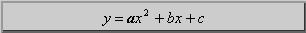 y = ax² + bx + c